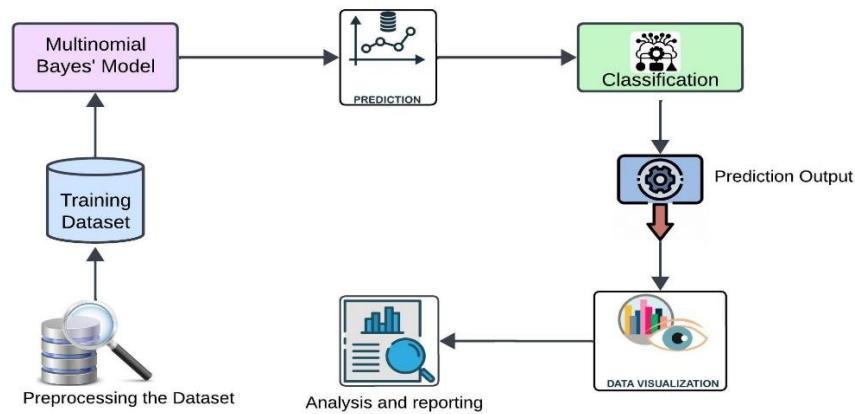 Multinomial
Bayes' Model
PREDICTION
Classification
Training
Dataset
Prediction Output
Preprocessing the Dataset
Analysis and reporting
DATA VISUALIZATION